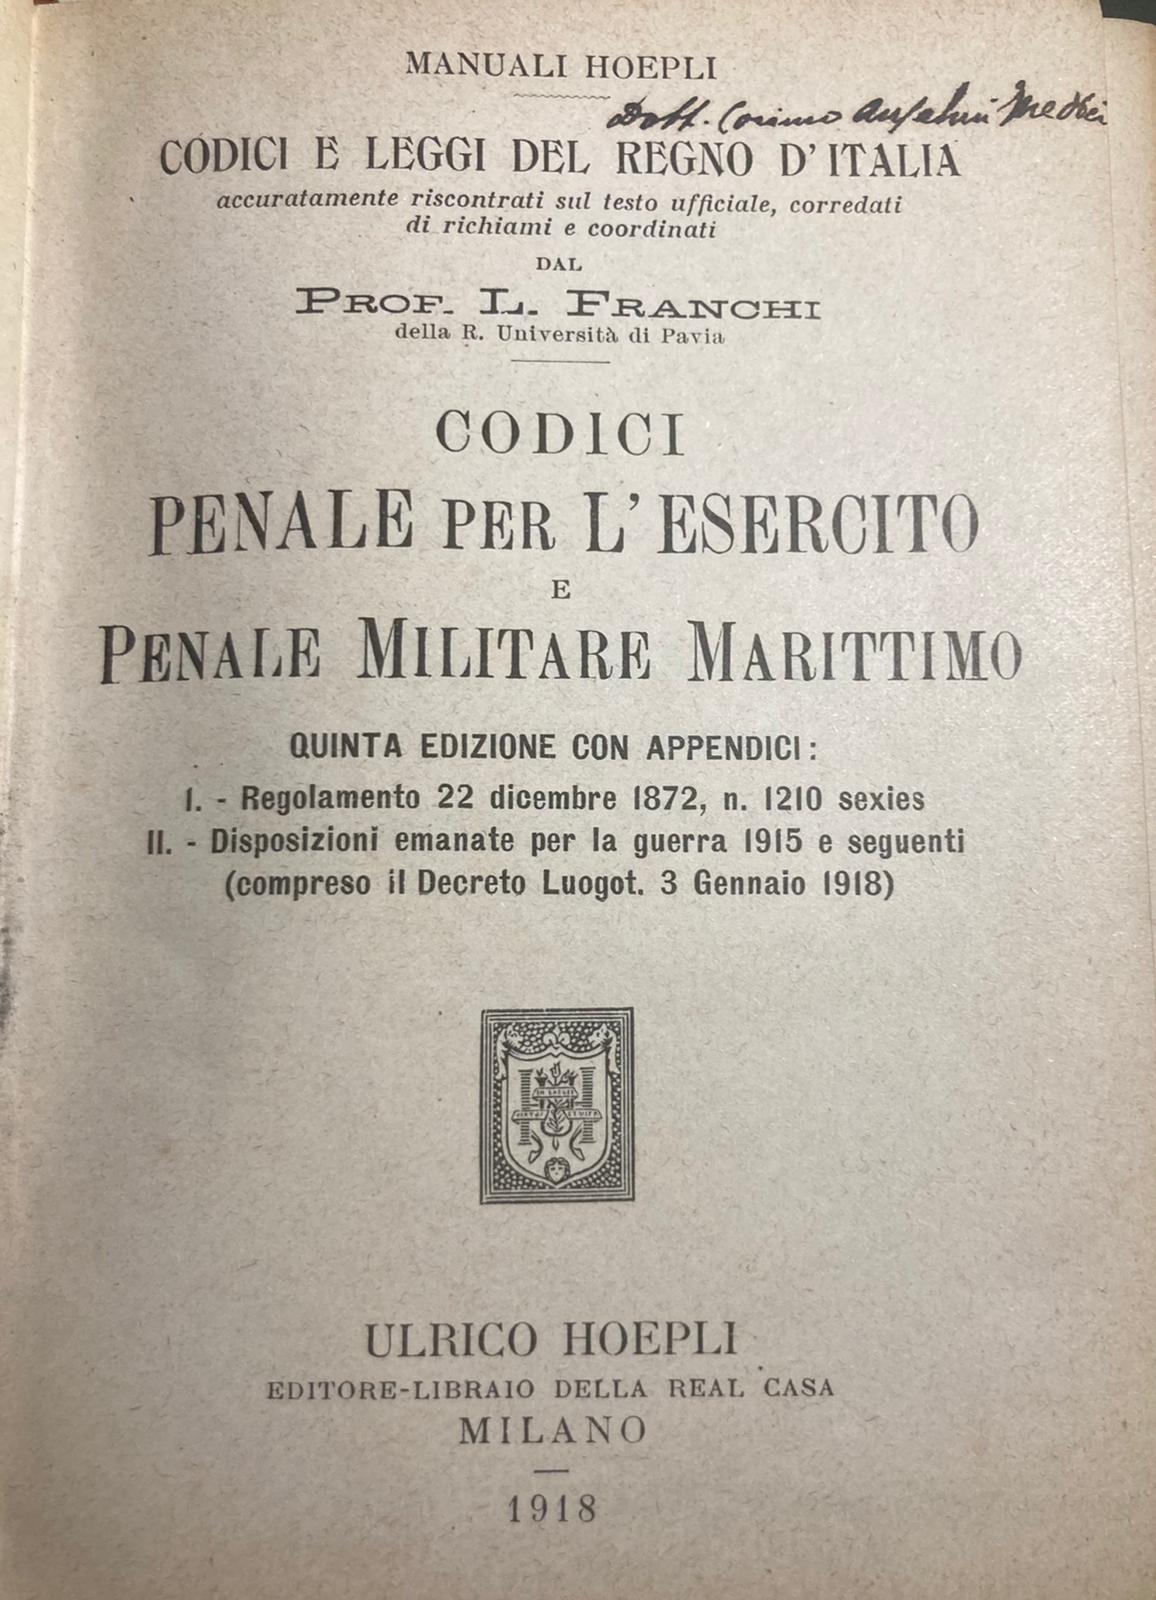 MANUALI HOEPLI
Dott. Cosimo Anselmi Medici
CODICI E LEGGI DEL REGNO D'ITALIA
accuratamente riscontrati sul testo ufficiale, corredati
di richiami e coordinati
DAL
PROF. L. FRANCHI
della R. Università di Pavia
CODICI
PENALE PER L'ESERCITO
E
PENALE MILITARE MARITTIMO
QUINTA EDIZIONE CON APPENDICI:
I. - Regolamento 22 dicembre 1872, n. 1210 sexies
II. - Disposizioni emanate per la guerra 1915 e seguenti
(compreso il Decreto Luogot. 3 Gennaio 1918)
H
ULRICO HOEPLI
EDITORE-LIBRAIO DELLA REAL CASA
MILANO
1918